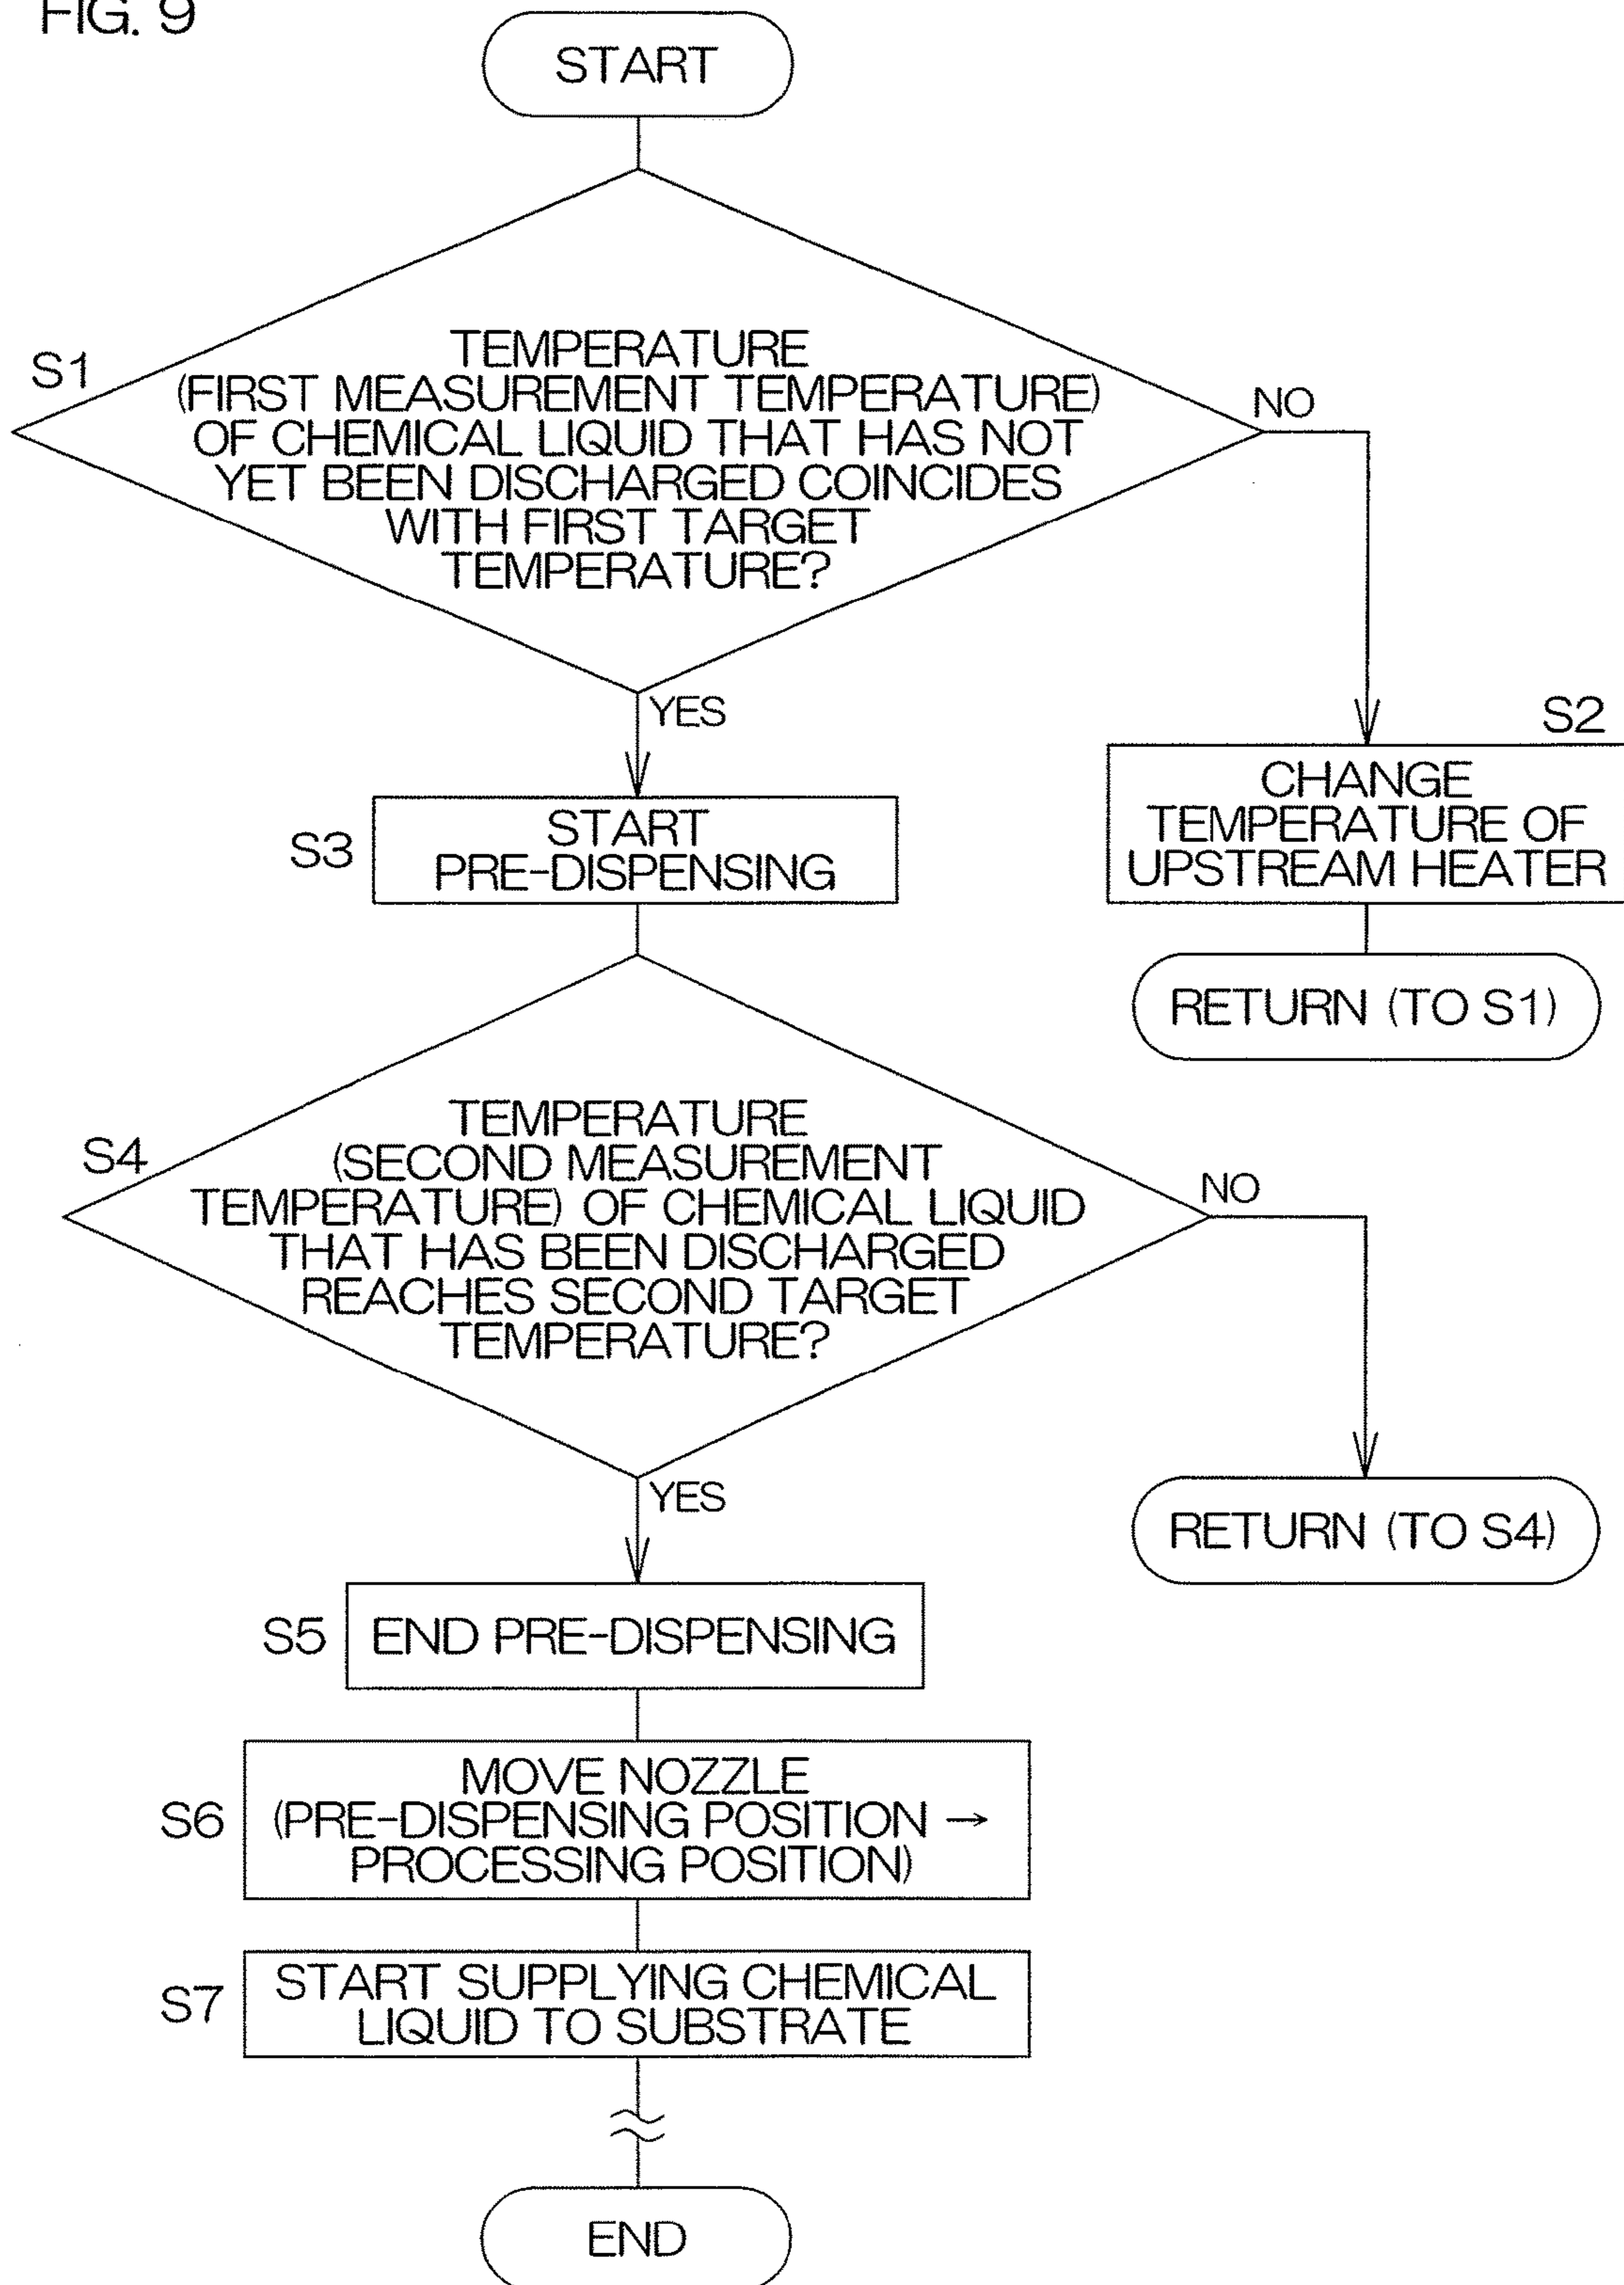 FIG. 9
START
S1
TEMPERATURE
(FIRST MEASUREMENT TEMPERATURE)
OF CHEMICAL LIQUID THAT HAS NOT
YET BEEN DISCHARGED COINCIDES
WITH FIRST TARGET
TEMPERATURE?
NO
YES
S2
CHANGE
TEMPERATURE OF
UPSTREAM HEATER
RETURN (TO S1)
S3
START
PRE-DISPENSING
S4
TEMPERATURE
(SECOND MEASUREMENT
TEMPERATURE) OF CHEMICAL LIQUID
THAT HAS BEEN DISCHARGED
REACHES SECOND TARGET
TEMPERATURE?
NO
YES
RETURN (TO S4)
S5
END PRE-DISPENSING
S6
MOVE NOZZLE
(PRE-DISPENSING POSITION →
PROCESSING POSITION)
S7
START SUPPLYING CHEMICAL
LIQUID TO SUBSTRATE
END